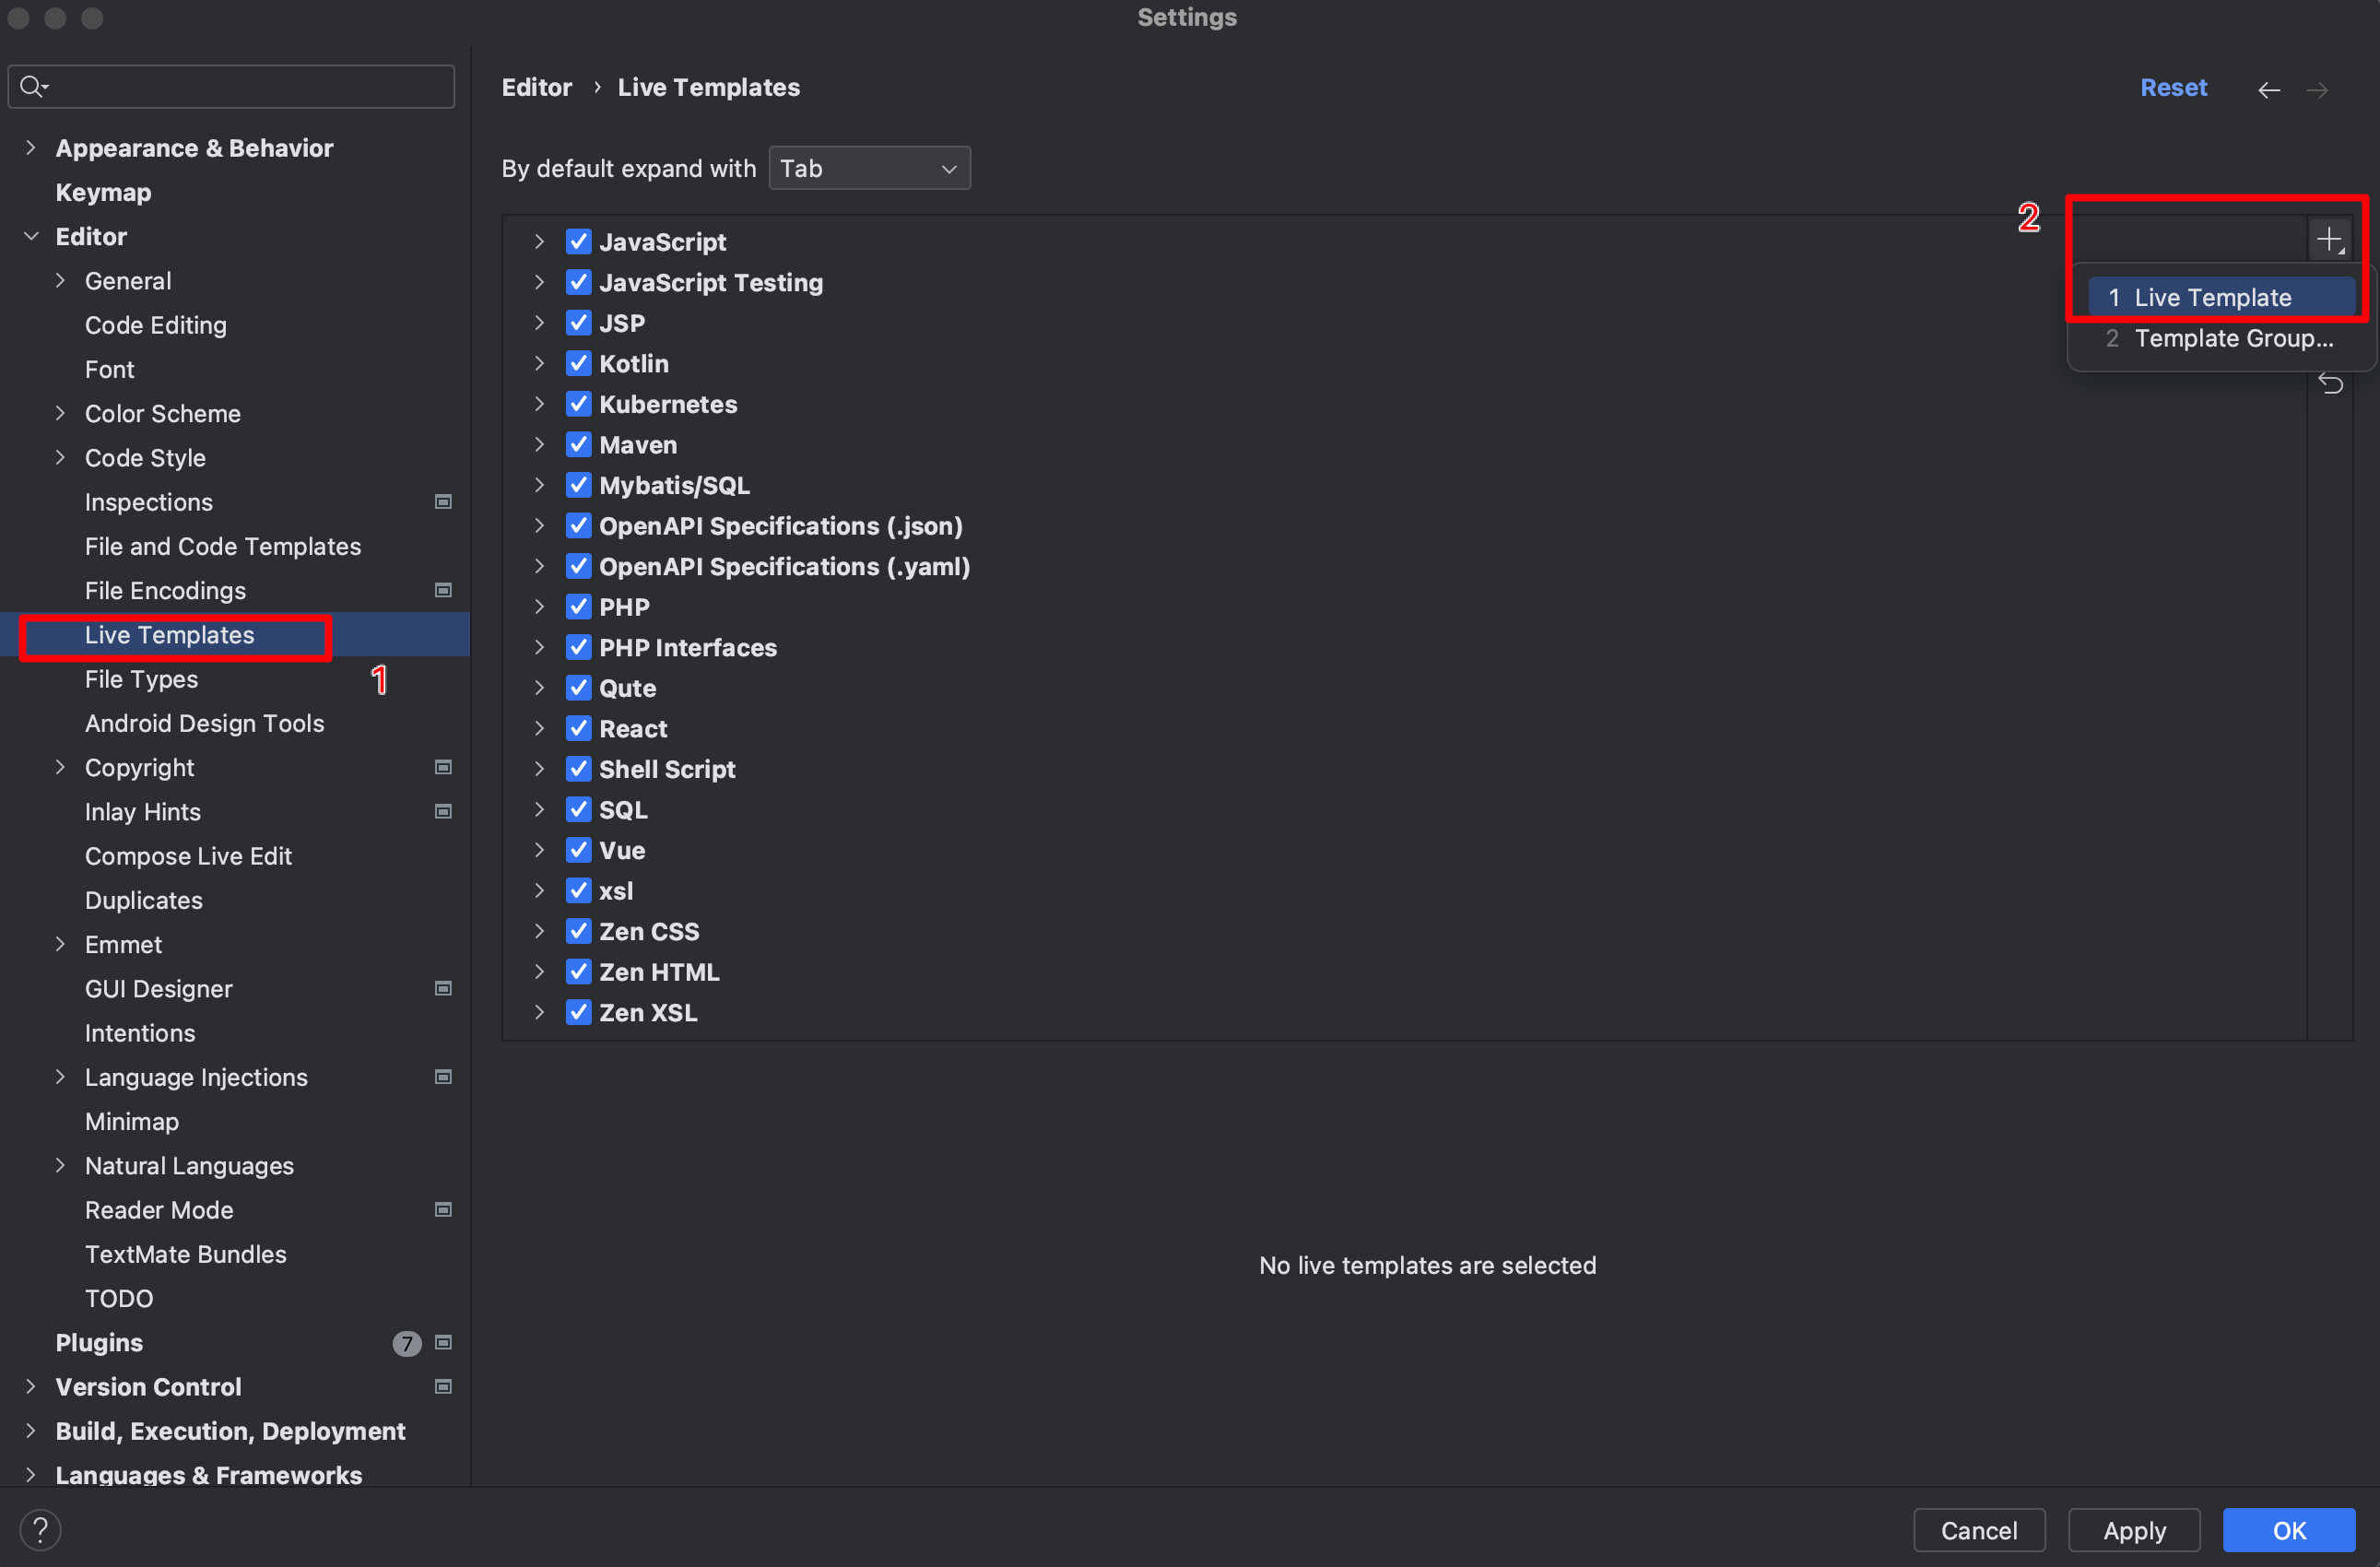 Settings
Appearance & Behavior
Keymap
Editor
General
Code Editing
Font
Color Scheme
Code Style
Inspections
File and Code Templates
File Encodings
Live Templates
1
File Types
Android Design Tools
Copyright
Inlay Hints
Compose Live Edit
Duplicates
Emmet
GUI Designer
Intentions
Language Injections
Minimap
Natural Languages
Reader Mode
TextMate Bundles
TODO
Plugins 7
Version Control
Build, Execution, Deployment
Languages & Frameworks
Editor › Live Templates
Reset
By default expand with Tab
2
1 Live Template
2 Template Group...
JavaScript
JavaScript Testing
JSP
Kotlin
Kubernetes
Maven
Mybatis/SQL
OpenAPI Specifications (.json)
OpenAPI Specifications (.yaml)
PHP
PHP Interfaces
Qute
React
Shell Script
SQL
Vue
xsl
Zen CSS
Zen HTML
Zen XSL
No live templates are selected
?
Cancel
Apply
OK